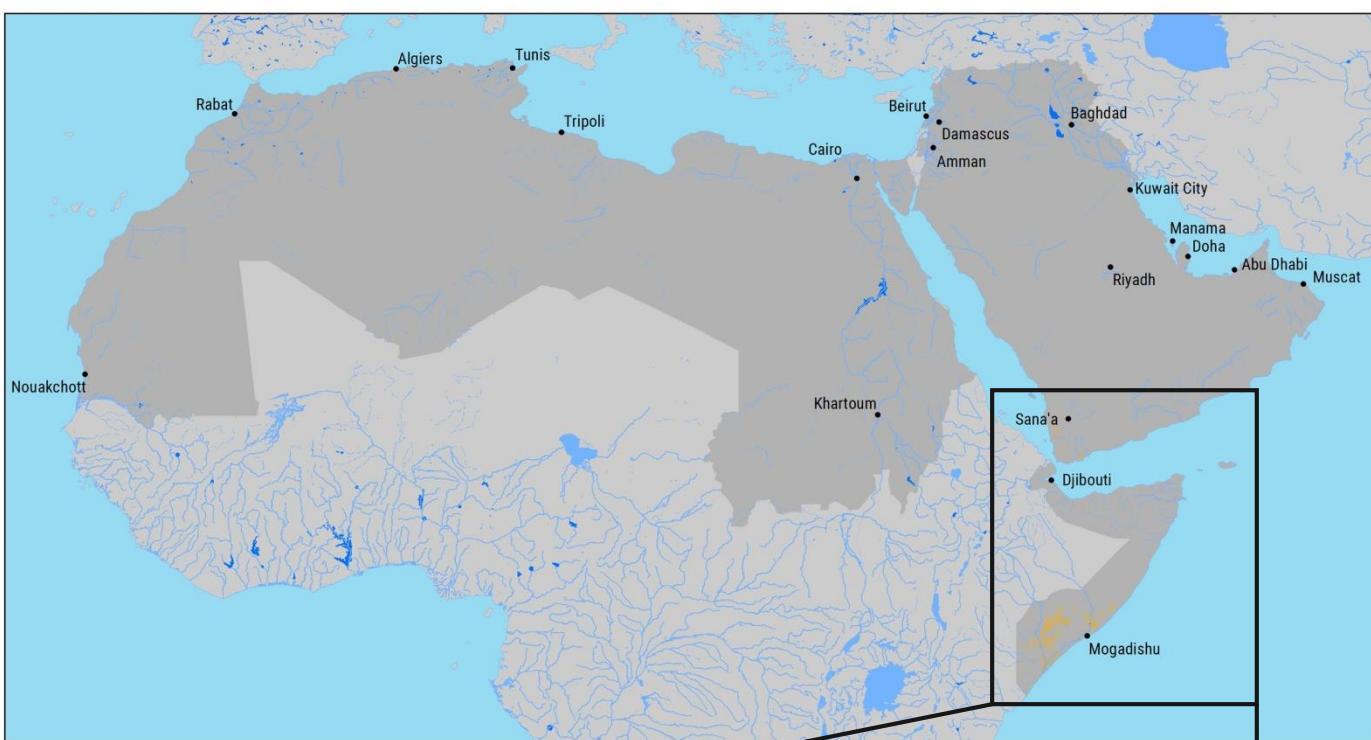 Algiers
Tunis
Rabat
Tripoli
Beirut
Baghdad
Damascus
Cairo
Amman
Kuwait City
Manama
Doha
Abu Dhabi
Riyadh
Muscat
Nouakchott
Khartoum
Sana'a
Djibouti
Mogadishu